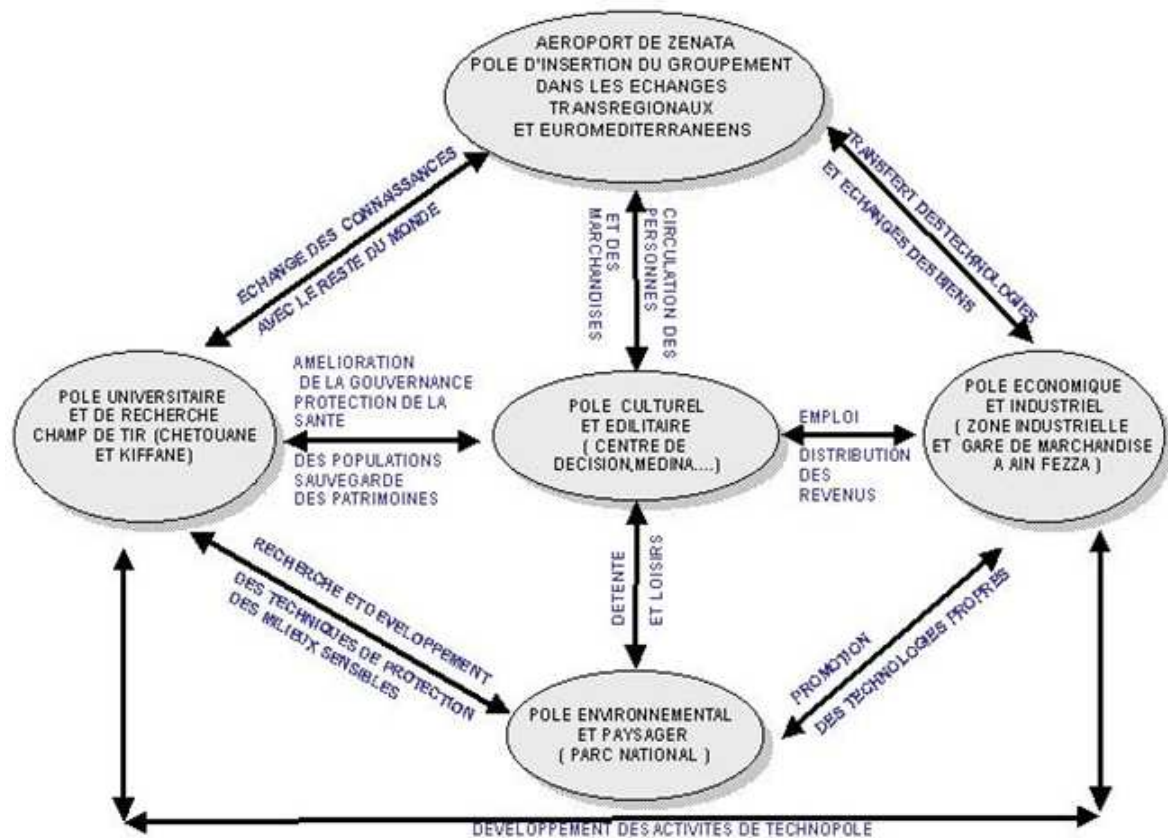 AEROPORT DE ZENATA
POLE D'INSERTION DU GROUPEMENT
DANS LES ECHANGES
TRANSREGIONAUX
ET EUROMEDITERRANEENS
ECHANGE DES CONNAISSANCES
AVEC LE RESTE DU MONDE
CIRCULATION DES
PERSONNES
ET DES
MARCHANDISES
TRANSFERT DES TECHNOLOGIES
ET ECHANGES DES BIENS
POLE UNIVERSITAIRE
ET DE RECHERCHE
CHAMP DE TIR (CHETOUANE
ET KIFFANE)
AMELIORATION
DE LA GOUVERNANCE
PROTECTION DE LA
SANTE
DES POPULATIONS
SAUVEGARDE
DES PATRIMOINES
POLE CULTUREL
ET EDILITAIRE
( CENTRE DE
DECISION,MEDINA....)
EMPLOI
DISTRIBUTION
DES
REVENUS
POLE ECONOMIQUE
ET INDUSTRIEL
( ZONE INDUSTRIELLE
ET GARE DE MARCHANDISE
A AIN FEZZA )
RECHERCHE ET DEVELOPPEMENT
DES TECHNIQUES DE PROTECTION
DES MILIEUX SENSIBLES
DETENTE
ET LOISIRS
PROMOTION
DES TECHNOLOGIES PROPRES
POLE ENVIRONNEMENTAL
ET PAYSAGER
( PARC NATIONAL )
DEVELOPPEMENT DES ACTIVITES DE TECHNOPOLE